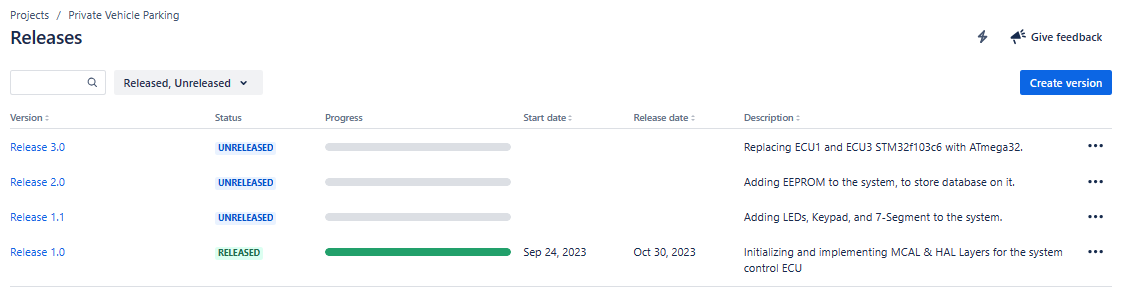 Projects / Private Vehicle Parking
Releases
Give feedback
Released, Unreleased
Create version
Version Status Progress Start date Release date Description
Release 3.0 UNRELEASED Replacing ECU1 and ECU3 STM32f103c6 with ATmega32. •••
Release 2.0 UNRELEASED Adding EEPROM to the system, to store database on it. •••
Release 1.1 UNRELEASED Adding LEDs, Keypad, and 7-Segment to the system. •••
Release 1.0 RELEASED Sep 24, 2023 Oct 30, 2023 Initializing and implementing MCAL & HAL Layers for the system •••
control ECU